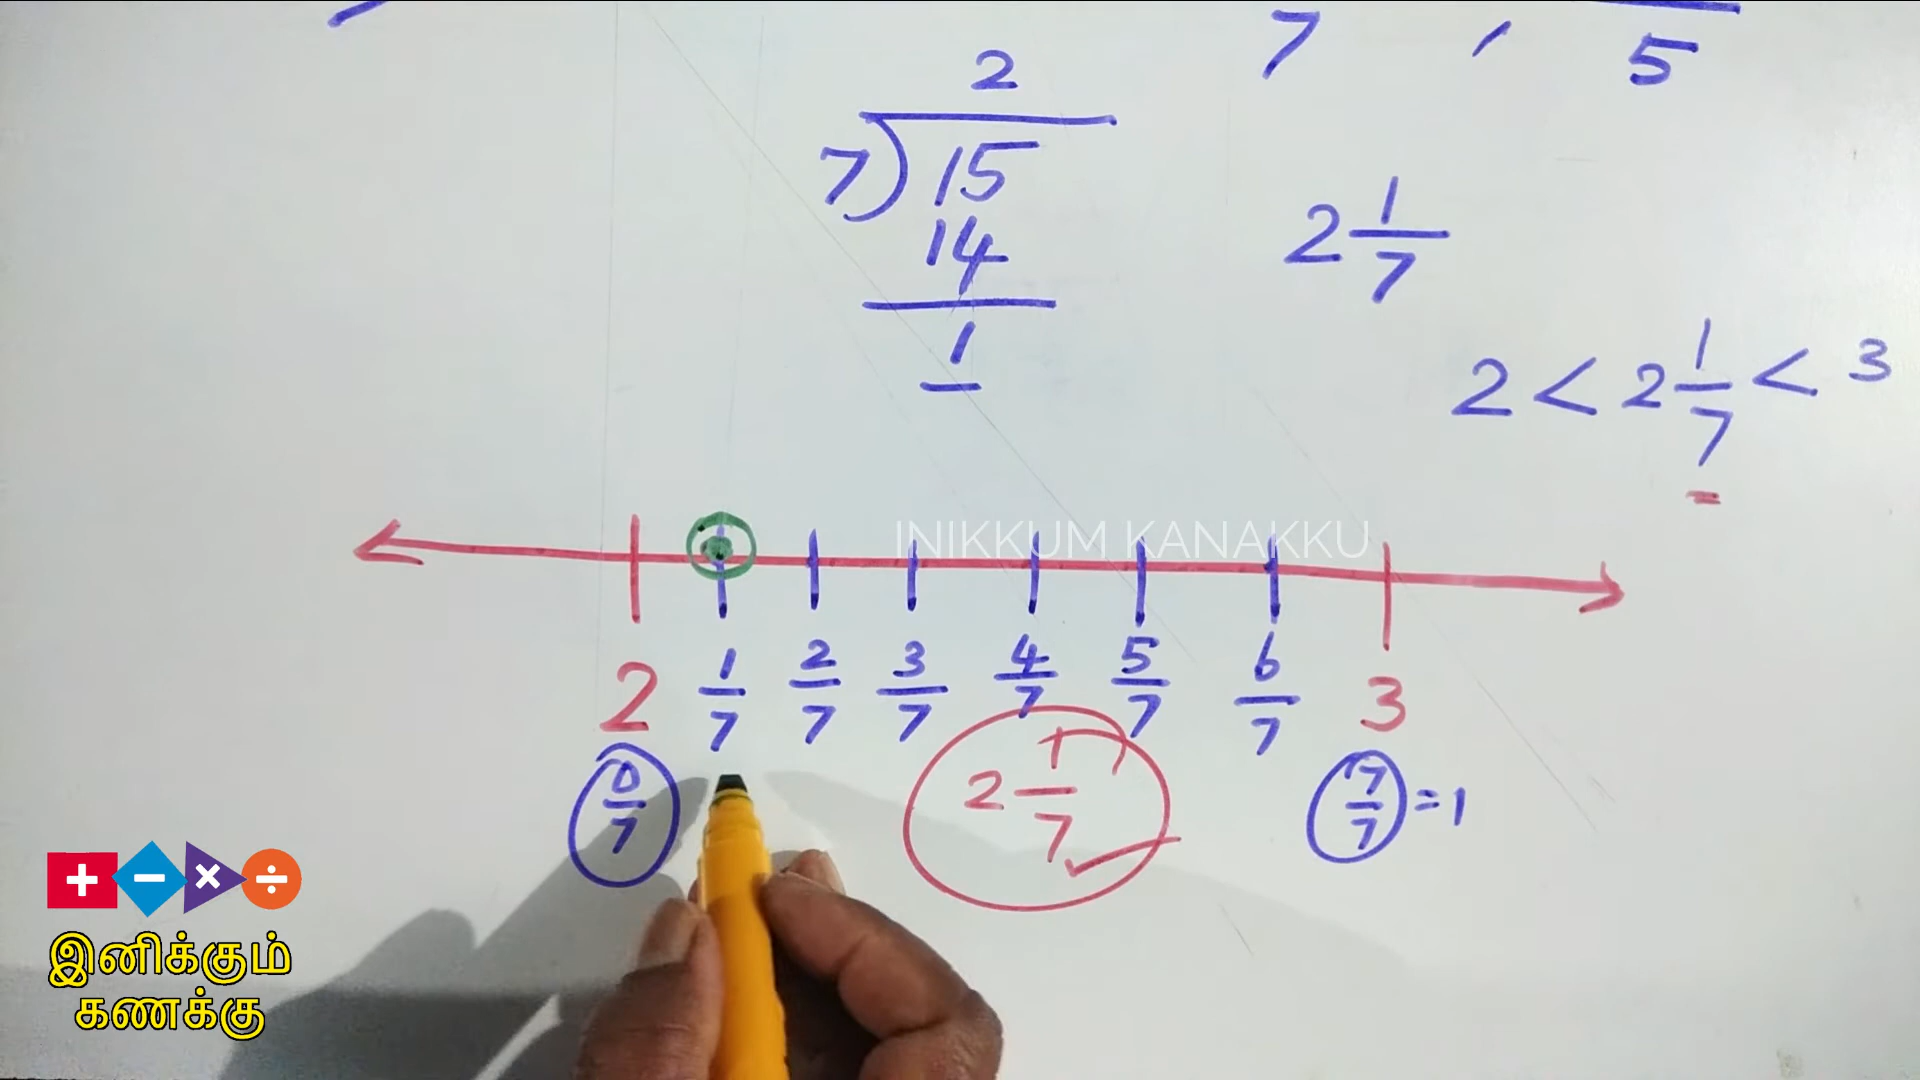 7 , 5
2
7) 15
14
1
2 1/7
2 < 2 1/7 < 3
INIKKUM KANAKKU
2 1/7 2/7 3/7 4/7 5/7 6/7 3
0/7 2 1/7 7/7 = 1
+ − × ÷
இனிக்கும்
கணக்கு